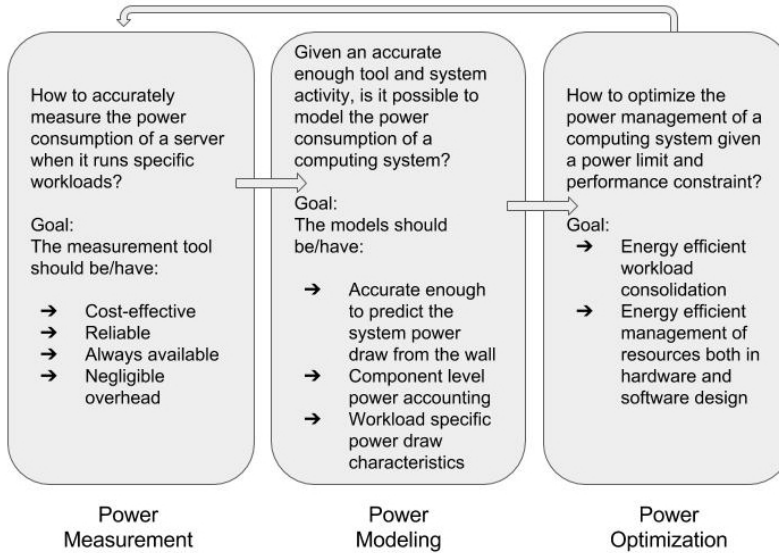 How to accurately
measure the power
consumption of a server
when it runs specific
workloads?
Goal:
The measurement tool
should be/have:
➔ Cost-effective
➔ Reliable
➔ Always available
➔ Negligible
overhead
Power
Measurement
Given an accurate
enough tool and system
activity, is it possible to
model the power
consumption of a
computing system?
Goal:
The models should
be/have:
➔ Accurate enough
to predict the
system power
draw from the wall
➔ Component level
power accounting
➔ Workload specific
power draw
characteristics
Power
Modeling
How to optimize the
power management of a
computing system given
a power limit and
performance constraint?
Goal:
➔ Energy efficient
workload
consolidation
➔ Energy efficient
management of
resources both in
hardware and
software design
Power
Optimization